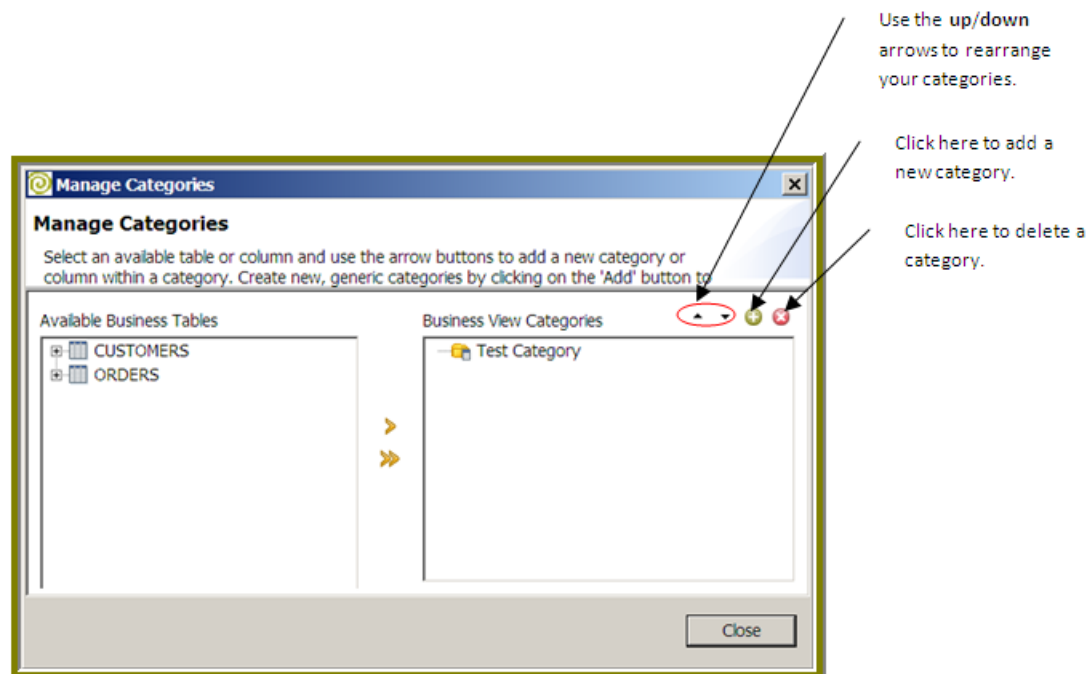 Use the up/down
arrows to rearrange
your categories.
Click here to add a
new category.
Click here to delete a
category.
Manage Categories
Manage Categories
Select an available table or column and use the arrow buttons to add a new category or
column within a category. Create new, generic categories by clicking on the 'Add' button to
Available Business Tables
Business View Categories
CUSTOMERS
ORDERS
Test Category
Close